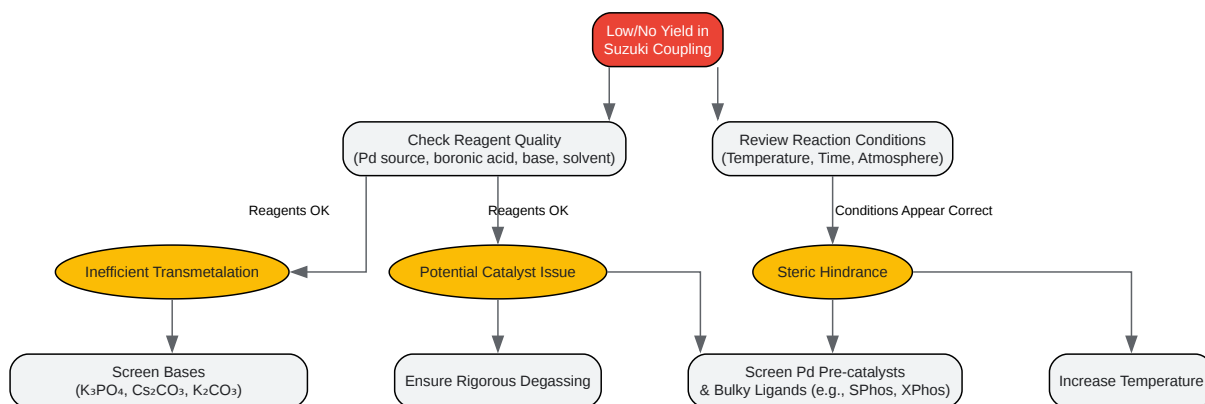 Low/No Yield in
Suzuki Coupling
Check Reagent Quality
(Pd source, boronic acid, base, solvent)
Review Reaction Conditions
(Temperature, Time, Atmosphere)
Reagents OK
Reagents OK
Conditions Appear Correct
Inefficient Transmetalation
Potential Catalyst Issue
Steric Hindrance
Screen Bases
(K₃PO₄, Cs₂CO₃, K₂CO₃)
Ensure Rigorous Degassing
Screen Pd Pre-catalysts
& Bulky Ligands (e.g., SPhos, XPhos)
Increase Temperature